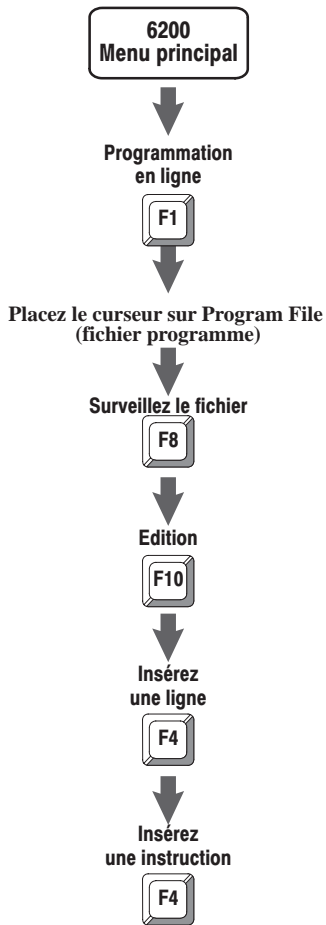 6200
Menu principal
Programmation
en ligne
F1
Placez le curseur sur Program File
(fichier programme)
Surveillez le fichier
F8
Edition
F10
Insérez
une ligne
F4
Insérez
une instruction
F4